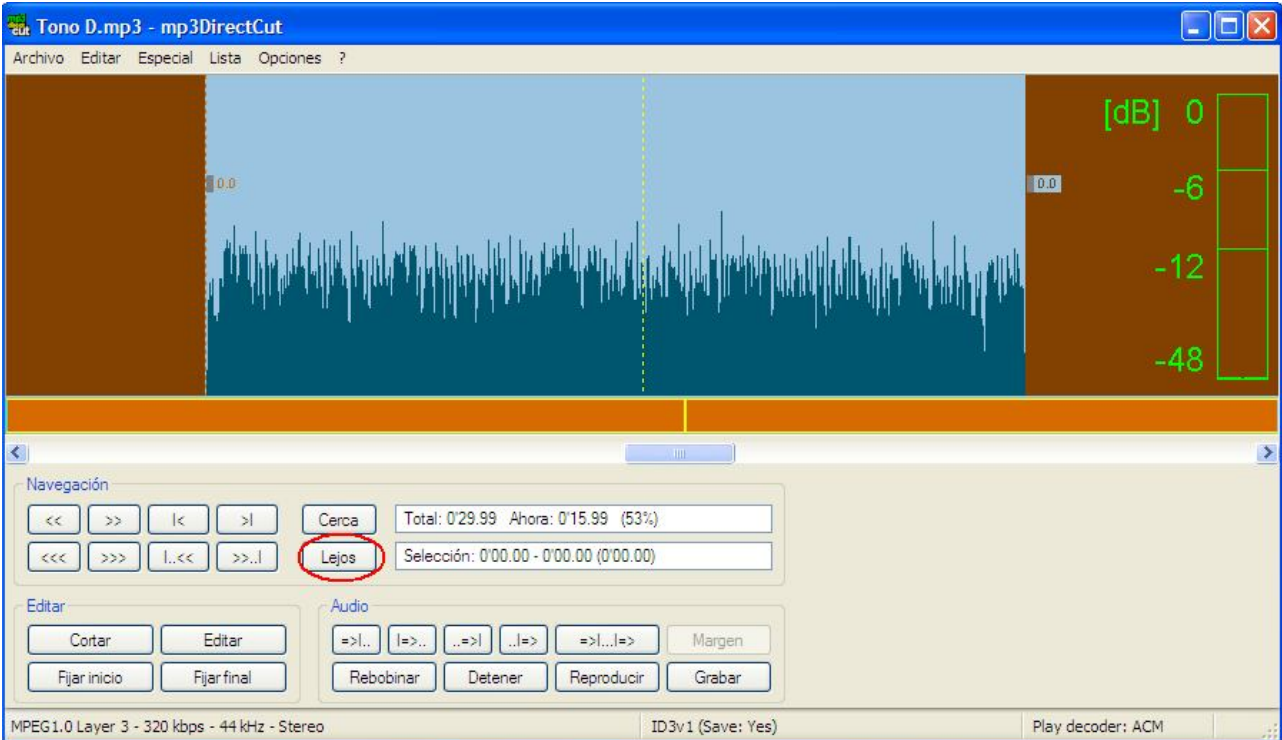 Tono D.mp3 - mp3DirectCut
Archivo Editar Especial Lista Opciones ?
[dB] 0
0.0
0.0
-6
-12
-48
Navegación
<< >> |< >| Cerca Total: 0'29.99 Ahora: 0'15.99 (53%)
<<< >>> |..<< >>..| Lejos Selección: 0'00.00 - 0'00.00 (0'00.00)
Editar Audio
Cortar Editar =>|.. |=>.. ..=>| ..|=> =>|...|=> Margen
Fijar inicio Fijar final Rebobinar Detener Reproducir Grabar
MPEG1.0 Layer 3 - 320 kbps - 44 kHz - Stereo ID3v1 (Save: Yes) Play decoder: ACM